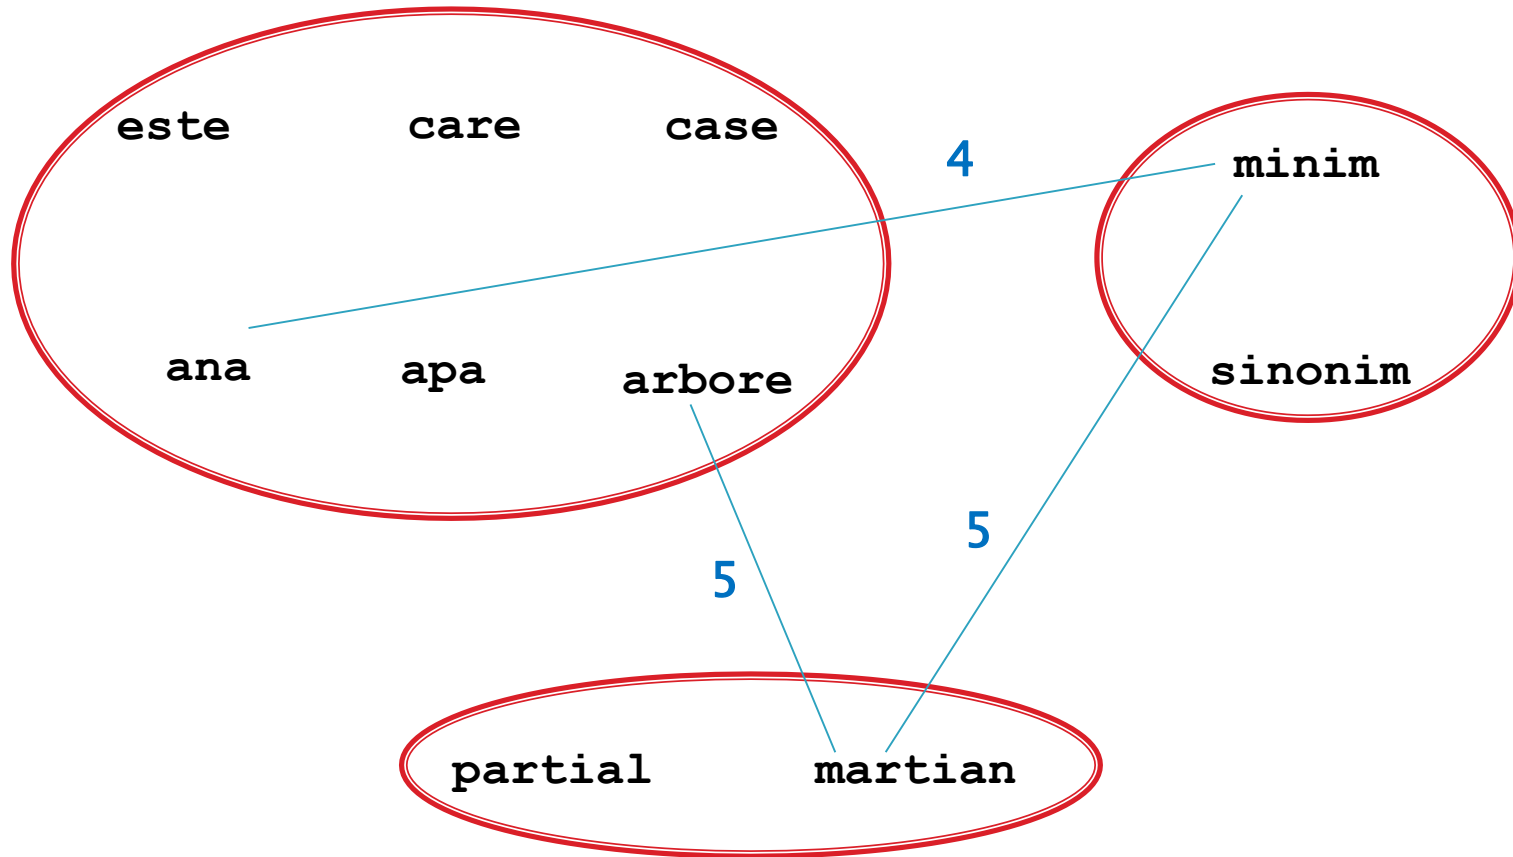 este care case
4
minim
ana apa arbore
sinonim
5
5
partial martian